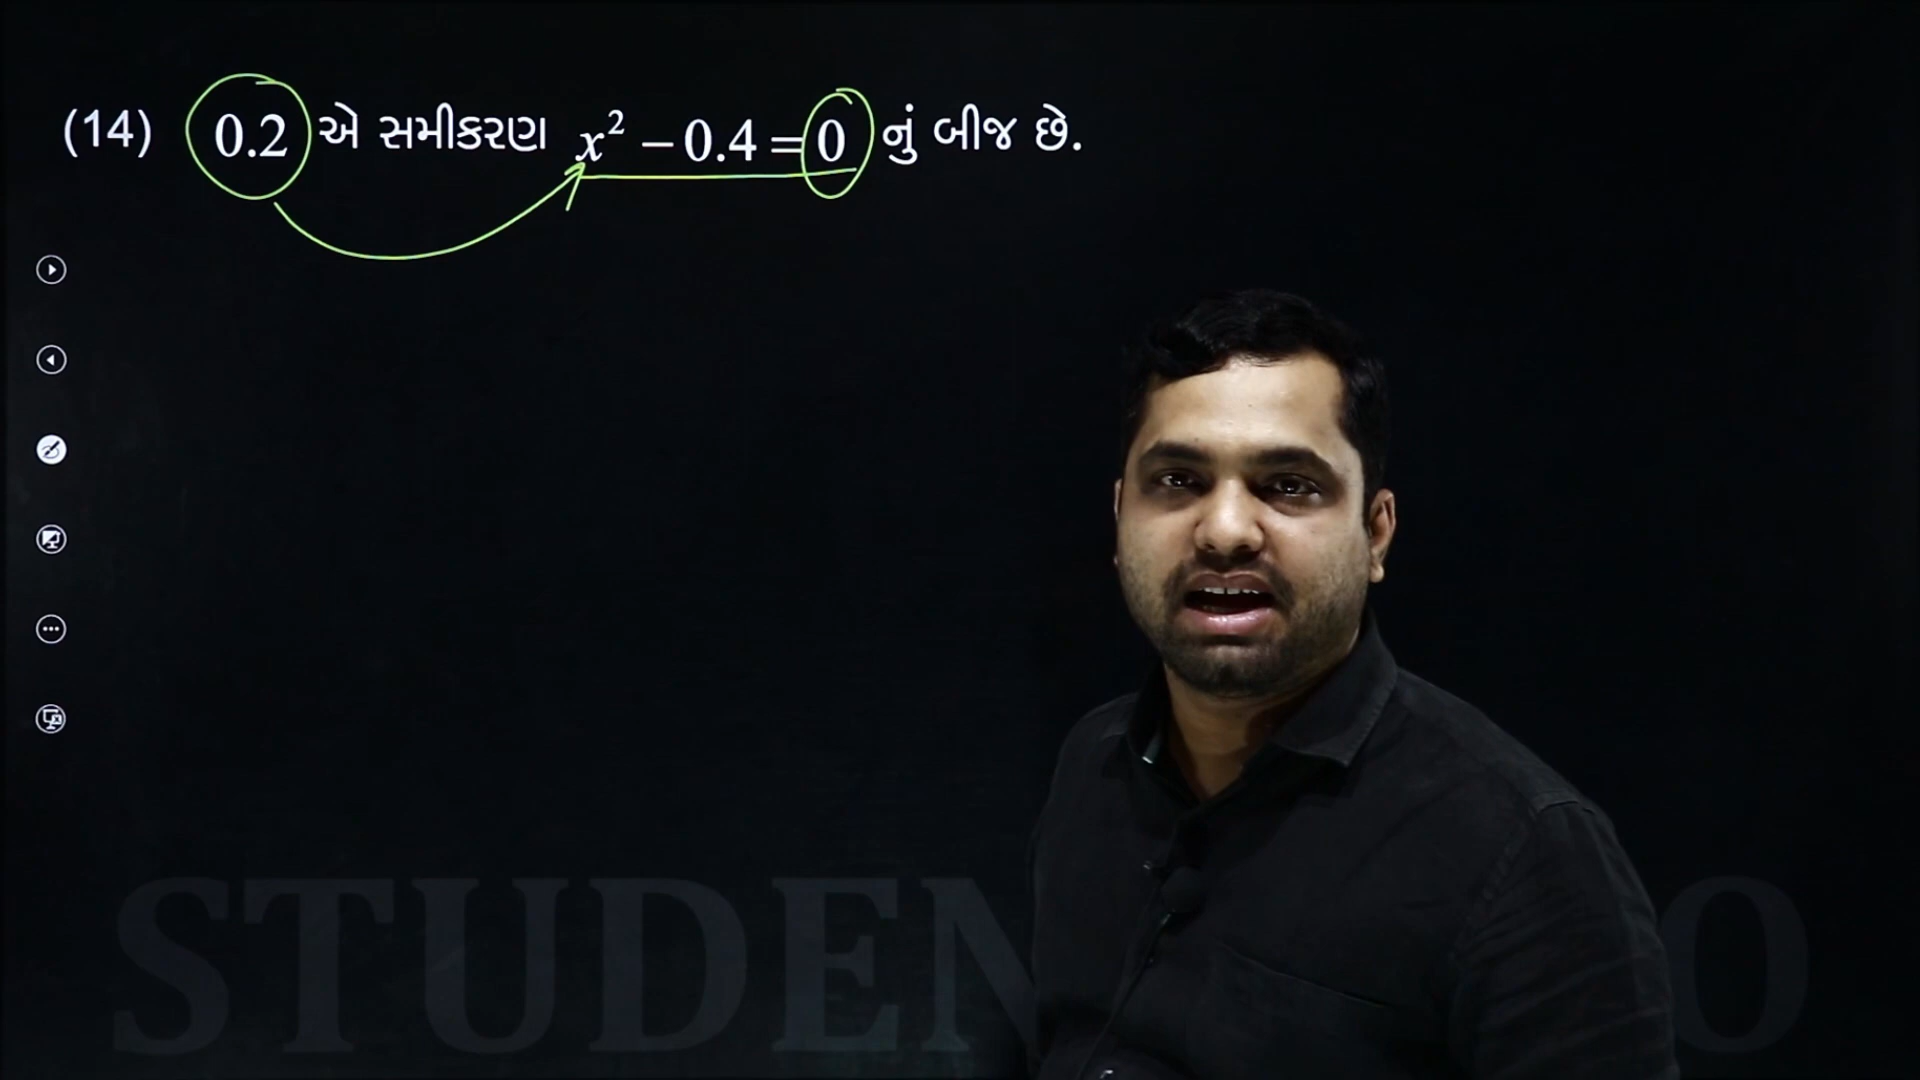 (14) 0.2 એ સમીકરણ x² – 0.4 = 0 નું બીજ છે.
STUDEN O